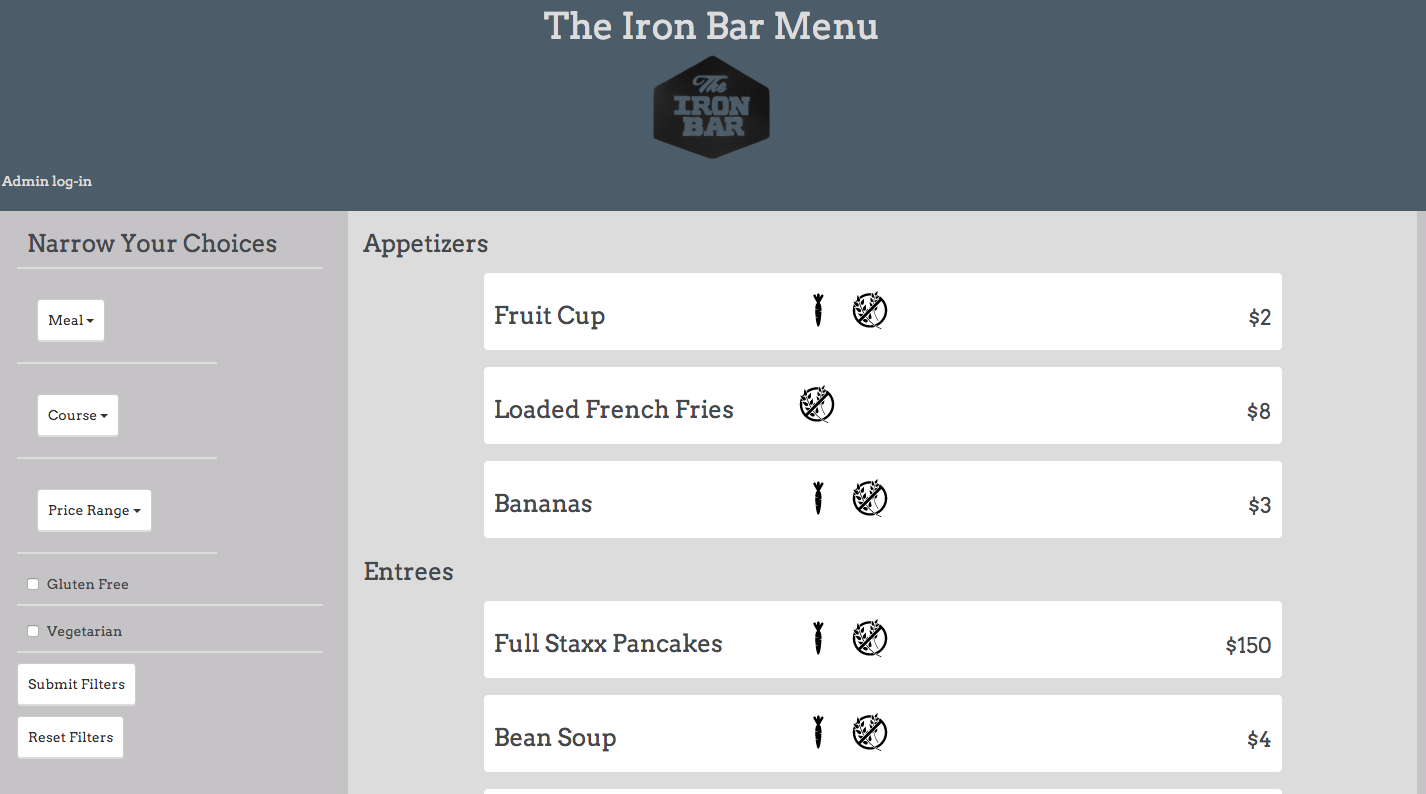 The Iron Bar Menu
The
IRON
BAR
Admin log-in
Narrow Your Choices
Meal
Course
Price Range
Gluten Free
Vegetarian
Submit Filters
Reset Filters
Appetizers
Fruit Cup $2
Loaded French Fries $8
Bananas $3
Entrees
Full Staxx Pancakes $150
Bean Soup $4